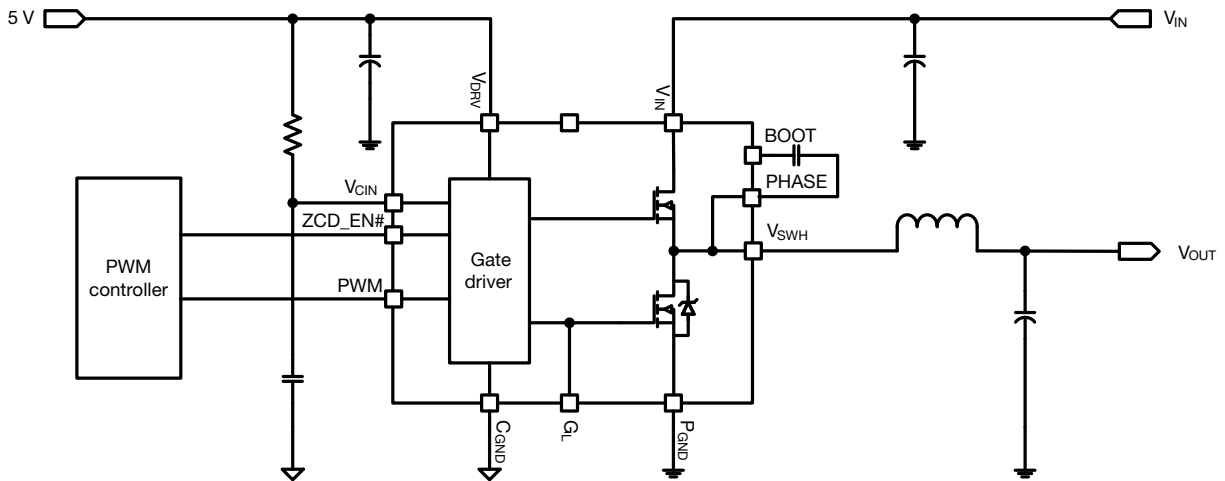 5 V
VIN
VDRV
VIN
BOOT
PHASE
VCIN
ZCD_EN#
VSWH
VOUT
PWM
controller
Gate
driver
PWM
CGND
GL
PGND